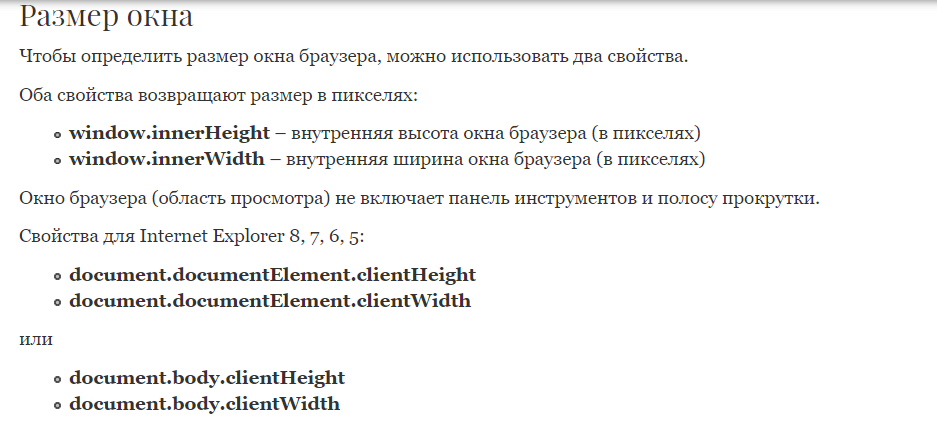 Размер окна
Чтобы определить размер окна браузера, можно использовать два свойства.
Оба свойства возвращают размер в пикселях:
window.innerHeight – внутренняя высота окна браузера (в пикселях)
window.innerWidth – внутренняя ширина окна браузера (в пикселях)
Окно браузера (область просмотра) не включает панель инструментов и полосу прокрутки.
Свойства для Internet Explorer 8, 7, 6, 5:
document.documentElement.clientHeight
document.documentElement.clientWidth
или
document.body.clientHeight
document.body.clientWidth